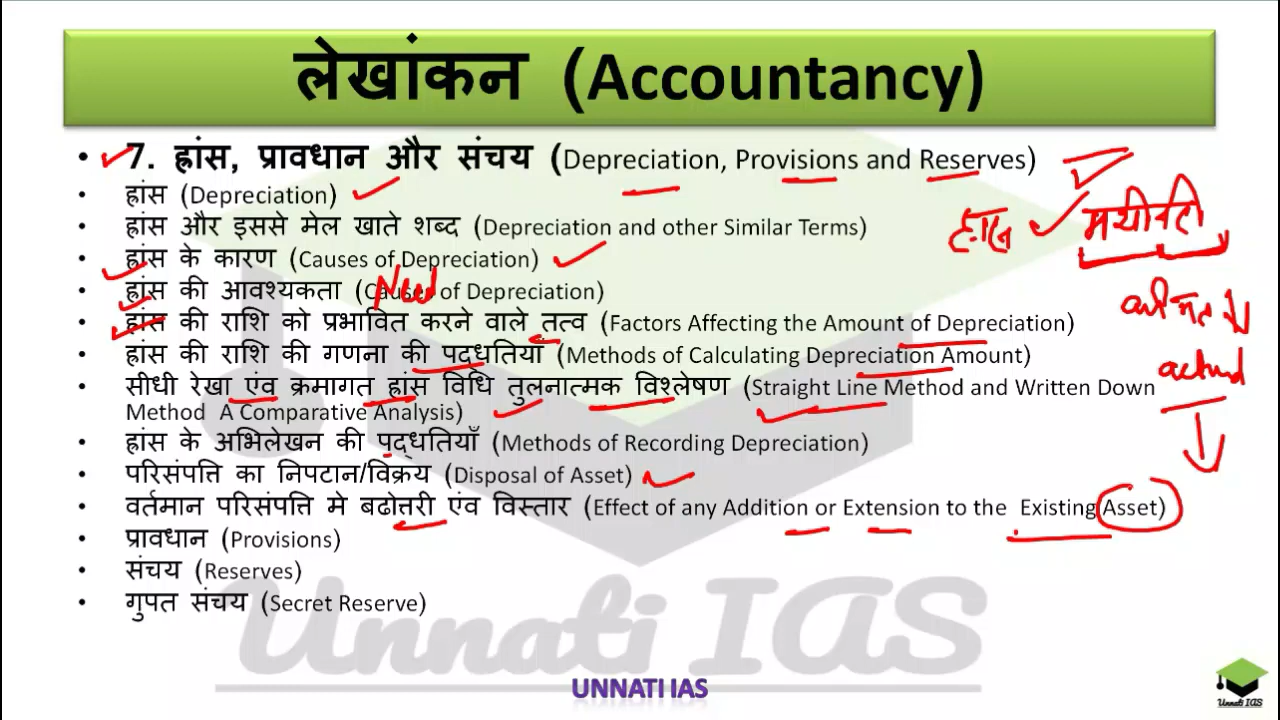 लेखांकन (Accountancy)
• 7. ह्रांस, प्रावधान और संचय (Depreciation, Provisions and Reserves)
• ह्रांस (Depreciation)
• ह्रांस और इससे मेल खाते शब्द (Depreciation and other Similar Terms)
• ह्रांस के कारण (Causes of Depreciation)
• ह्रांस की आवश्यकता (Causes of Depreciation)
• ह्रांस की राशि को प्रभावित करने वाले तत्व (Factors Affecting the Amount of Depreciation)
• ह्रांस की राशि की गणना की पद्धतियां (Methods of Calculating Depreciation Amount)
• सीधी रेखा एंव क्रमागत ह्रांस विधि तुलनात्मक विश्लेषण (Straight Line Method and Written Down
Method A Comparative Analysis)
• ह्रांस के अभिलेखन की पद्धतियाँ (Methods of Recording Depreciation)
• परिसंपत्ति का निपटान/विक्रय (Disposal of Asset)
• वर्तमान परिसंपत्ति मे बढोत्तरी एंव विस्तार (Effect of any Addition or Extension to the Existing Asset)
• प्रावधान (Provisions)
• संचय (Reserves)
• गुपत संचय (Secret Reserve)
Unnati IAS
UNNATI IAS
Unnati IAS